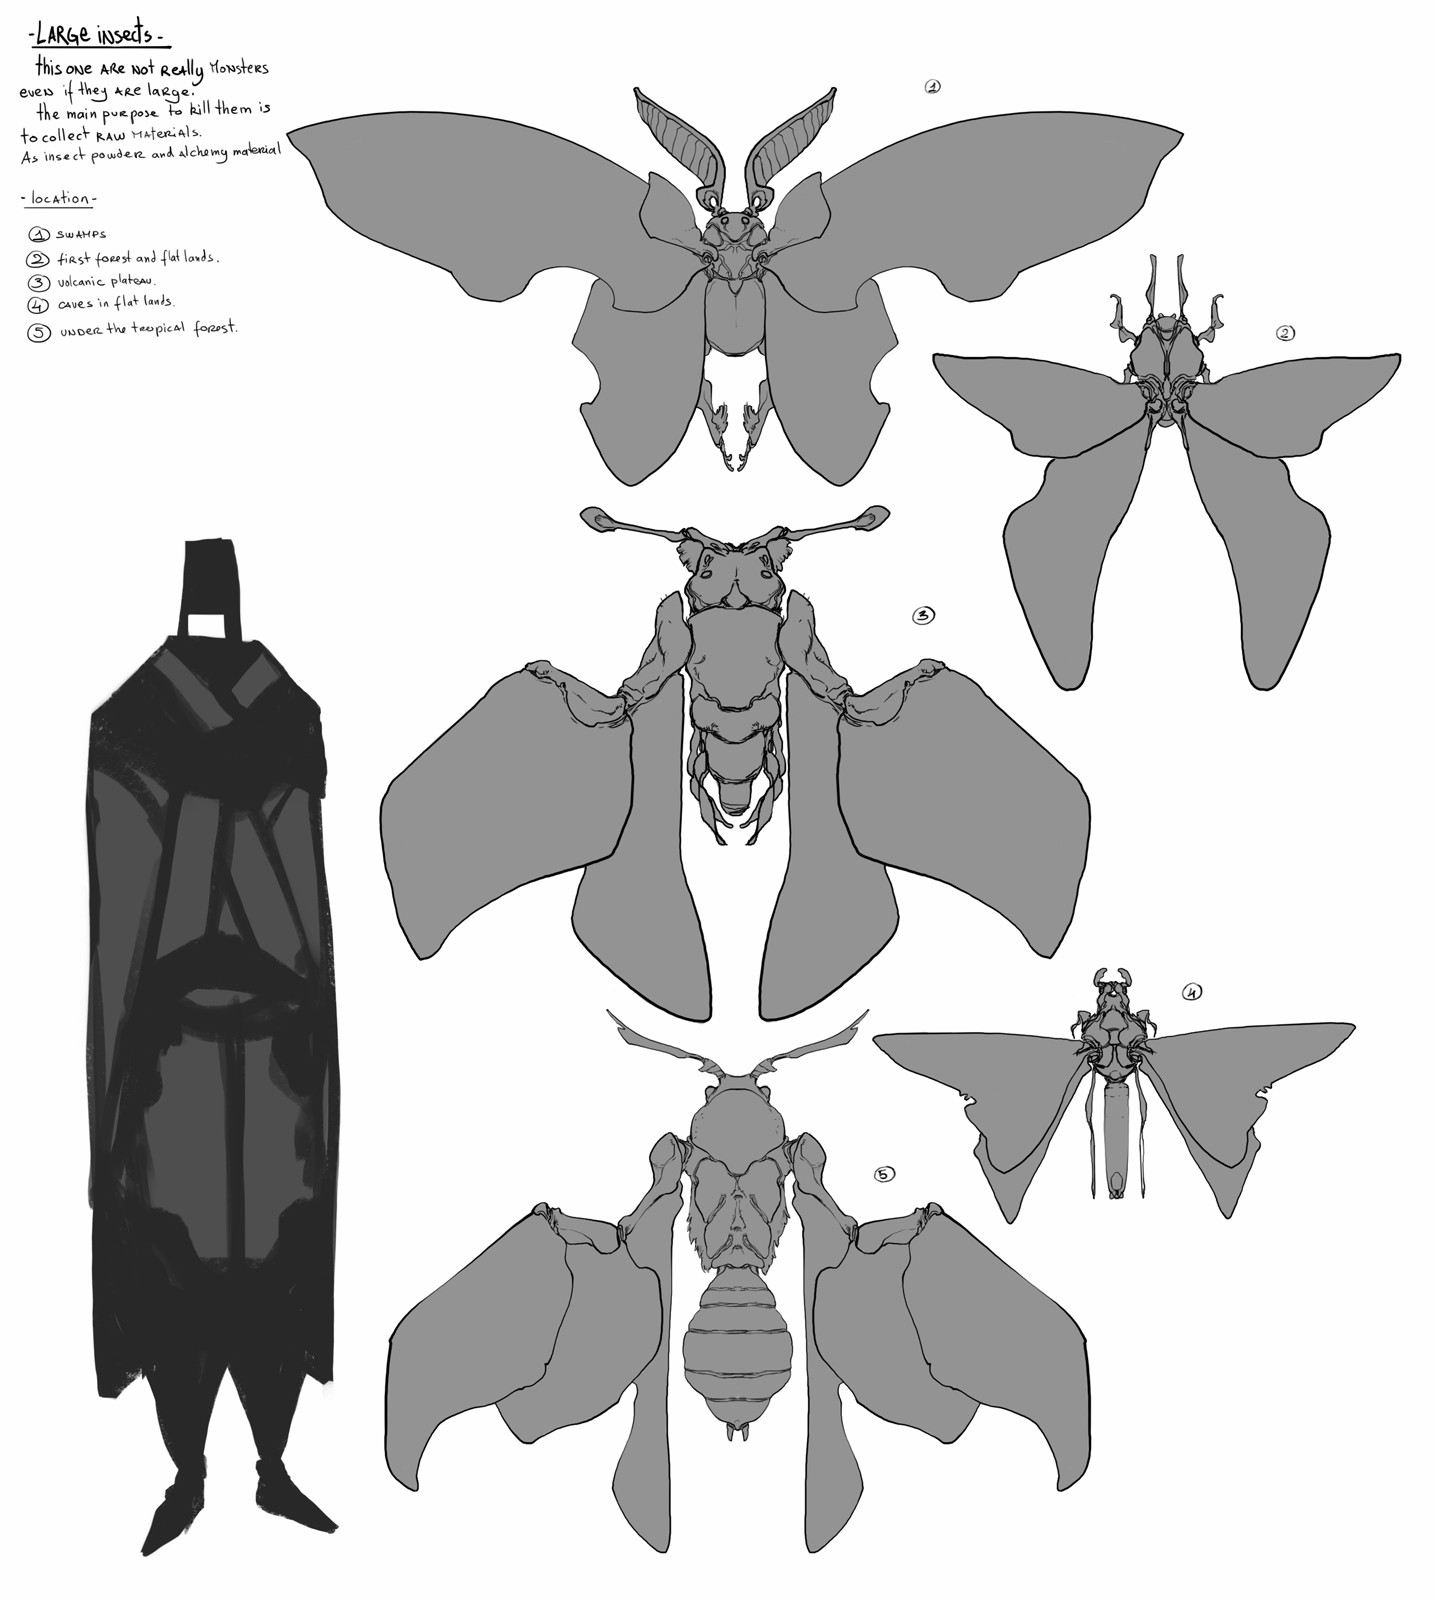 -LARGE insects-
this one are not really Monsters
even if they are large.
the main purpose to kill them is
to collect RAW Materials.
As insect powder and alchemy material
-location-
1 SWAMPS
2 first forest and flat lands.
3 volcanic plateau.
4 caves in flat lands.
5 under the tropical forest.
1
2
3
4
5